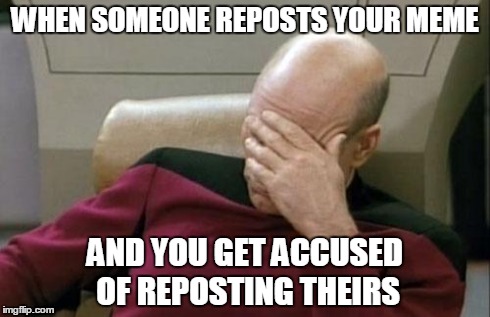 WHEN SOMEONE REPOSTS YOUR MEME
AND YOU GET ACCUSED
OF REPOSTING THEIRS
imgflip.com